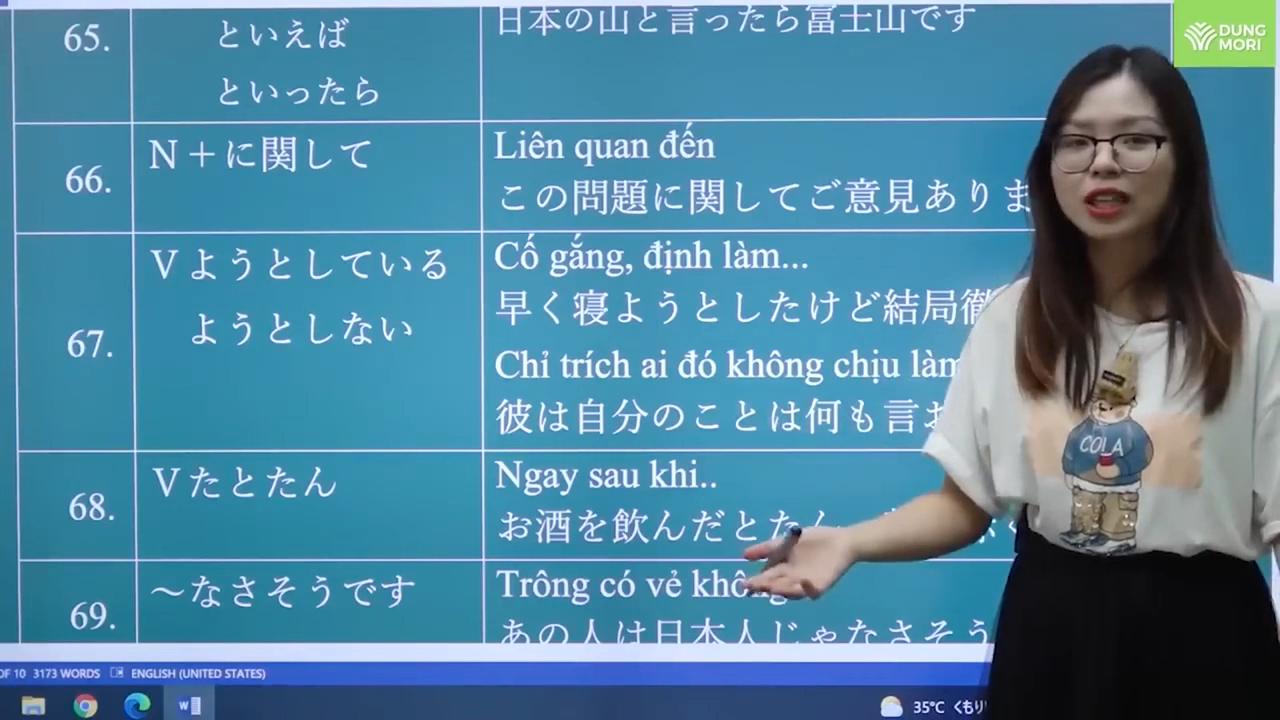 65.
といえば
といったら
日本の山と言ったら富士山です
66.
N＋に関して
Liên quan đến
この問題に関してご意見ありま
67.
Vようとしている
ようとしない
Cố gắng, định làm...
早く寝ようとしたけど結局徹
Chỉ trích ai đó không chịu làm
彼は自分のことは何も言お
68.
Vたとたん
Ngay sau khi..
お酒を飲んだとたん
69.
～なさそうです
Trông có vẻ không
あの人は日本人じゃなさそう
OF 10 3173 WORDS ENGLISH (UNITED STATES)
35°C くもり
DUNG
MORI
COLA